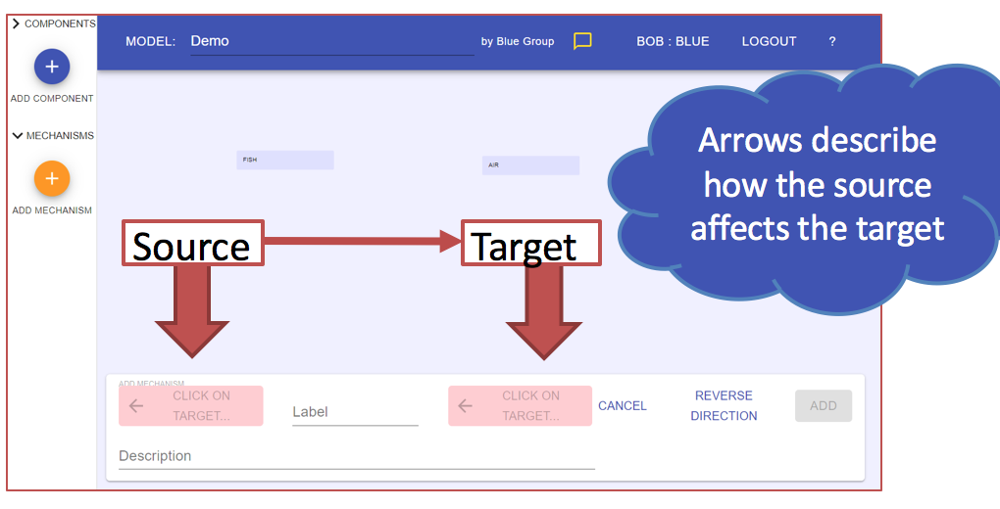 COMPONENTS
MODEL: Demo by Blue Group BOB : BLUE LOGOUT ?
ADD COMPONENT
MECHANISMS
ADD MECHANISM
FISH
AIR
Arrows describe
how the source
affects the target
Source
Target
ADD MECHANISM
CLICK ON
TARGET...
Label
CLICK ON
TARGET...
CANCEL
REVERSE
DIRECTION
ADD
Description